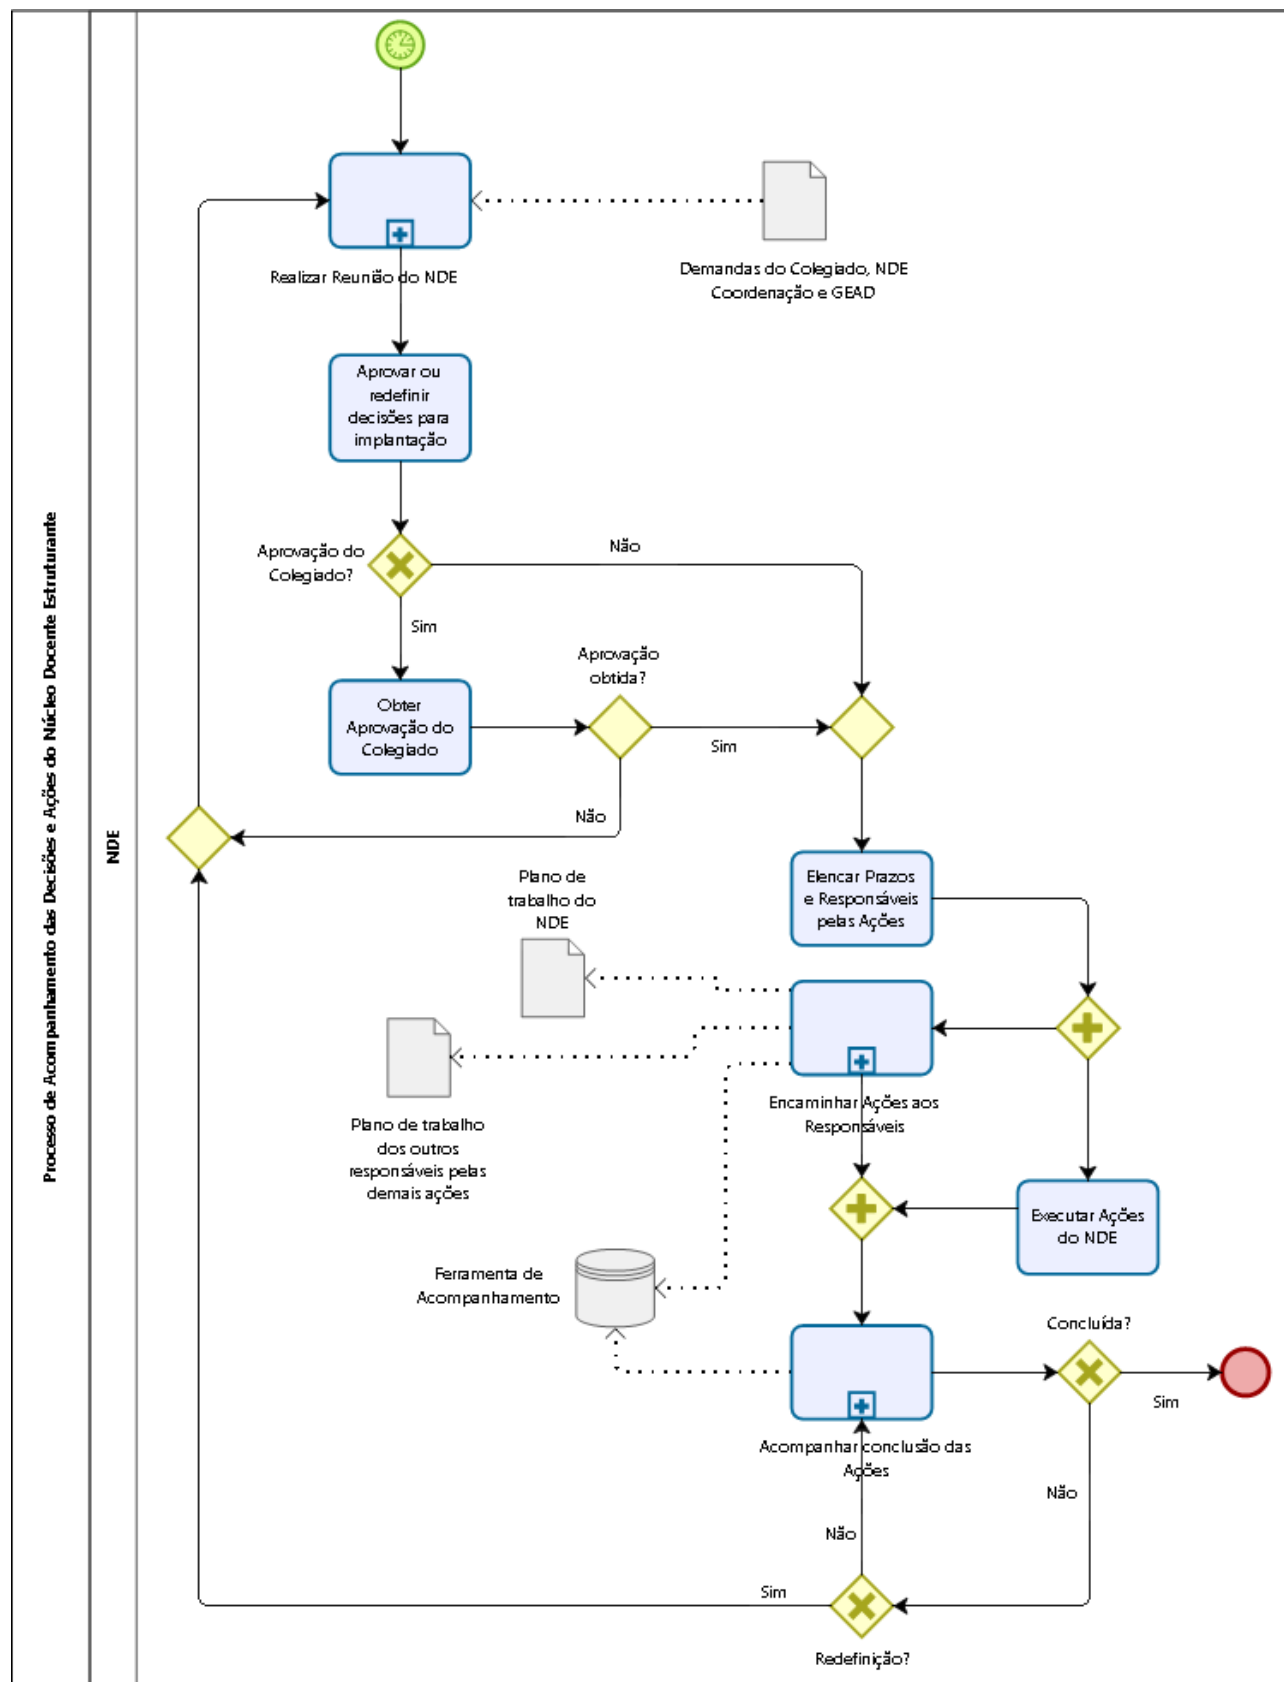 Processo de Acompanhamento das Decisões e Ações do Núcleo Docente Estruturante
NDE
Realizar Reunião do NDE
Demandas do Colegiado, NDE
Coordenação e GEAD
Aprovar ou
redefinir
decisões para
implantação
Aprovação do
Colegiado?
Não
Sim
Obter
Aprovação do
Colegiado
Aprovação
obtida?
Sim
Não
Elencar Prazos
e Responsáveis
pelas Ações
Plano de
trabalho do
NDE
Encaminhar Ações aos
Responsáveis
Plano de trabalho
dos outros
responsáveis pelas
demais ações
Executar Ações
do NDE
Ferramenta de
Acompanhamento
Acompanhar conclusão das
Ações
Concluída?
Sim
Não
Não
Sim
Redefinição?